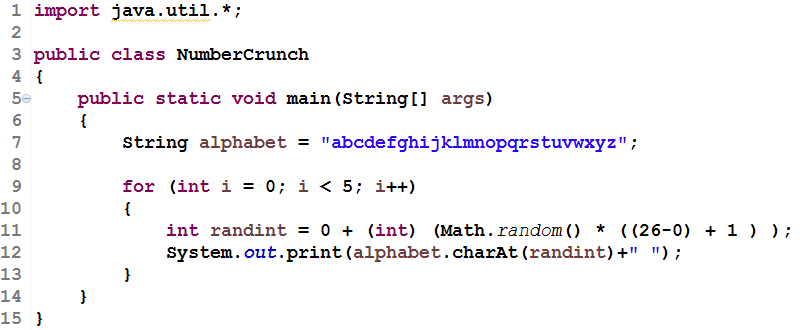 1 import java.util.*;
2
3 public class NumberCrunch
4 {
5 public static void main(String[] args)
6 {
7 String alphabet = "abcdefghijklmnopqrstuvwxyz";
8
9 for (int i = 0; i < 5; i++)
10 {
11 int randint = 0 + (int) (Math.random() * ((26-0) + 1 ) );
12 System.out.print(alphabet.charAt(randint)+" ");
13 }
14 }
15 }